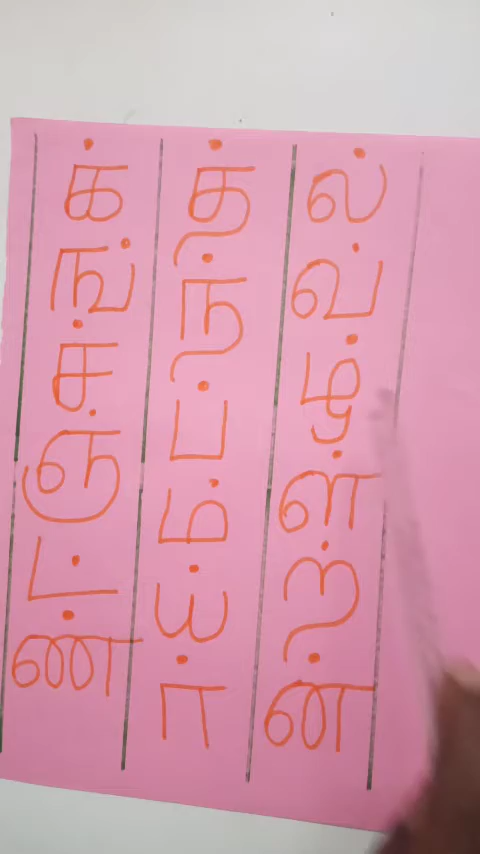 க்
ங்
ச்
ஞ்
ட்
ண்
த்
ந்
ப்
ம்
ய்
ர்
ல்
வ்
ழ்
ள்
ற்
ன்